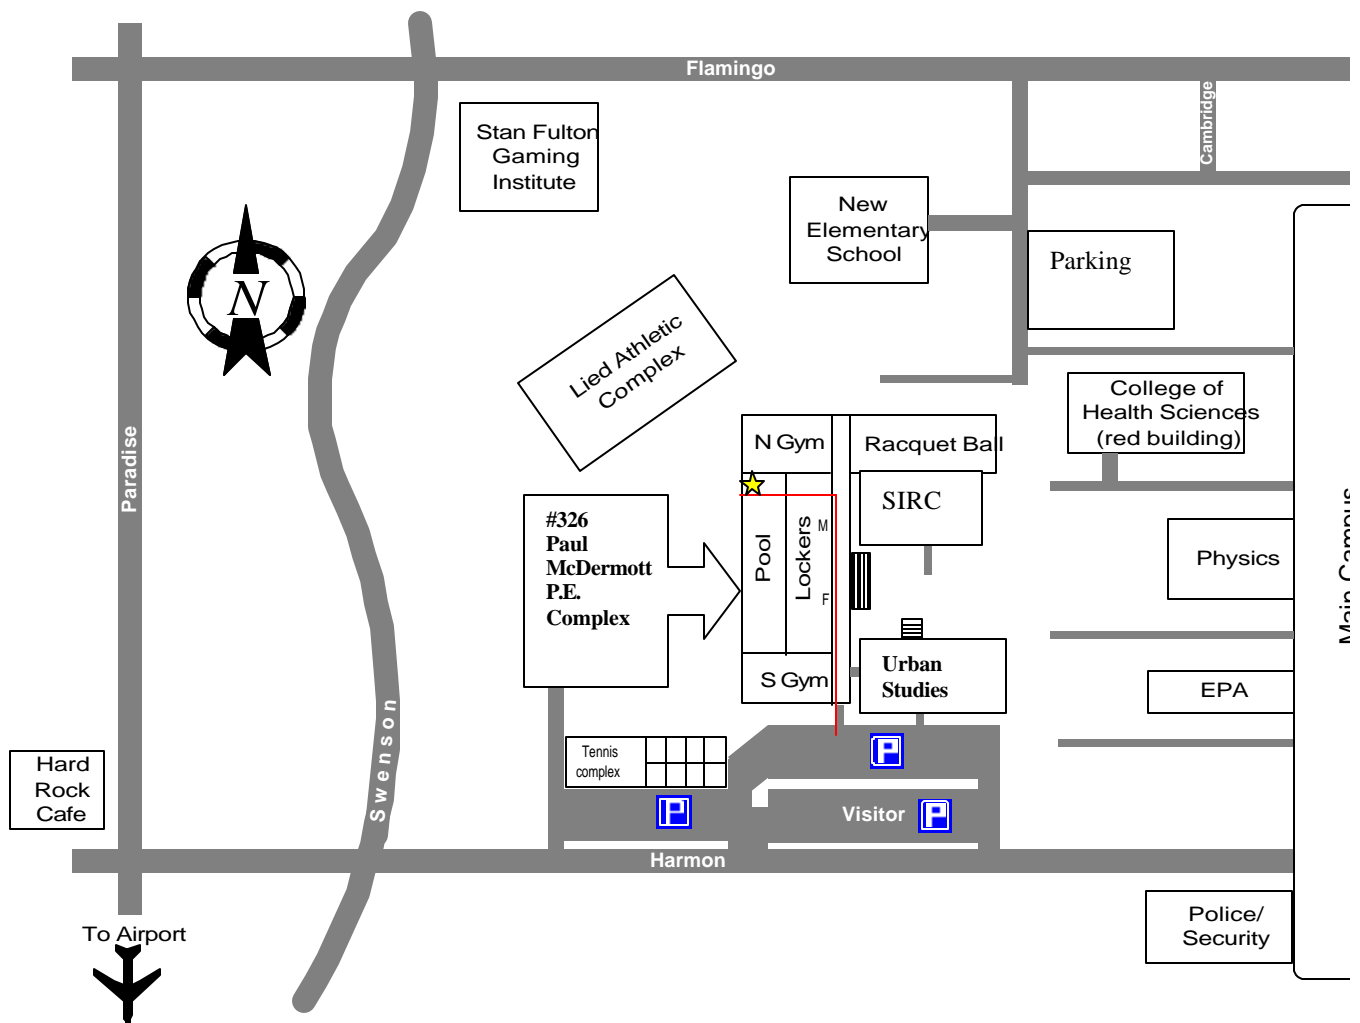 Flamingo
Cambridge
Stan Fulton
Gaming
Institute
New
Elementary
School
Parking
N
Lied Athletic
Complex
College of
Health Sciences
(red building)
N Gym
Racquet Ball
Paradise
SIRC
#326
Paul
McDermott
P.E.
Complex
Pool
Lockers
M
F
Physics
Main Campus
S Gym
Urban
Studies
EPA
Swenson
Tennis
complex
P
P
Visitor
P
Hard
Rock
Cafe
Harmon
Police/
Security
To Airport